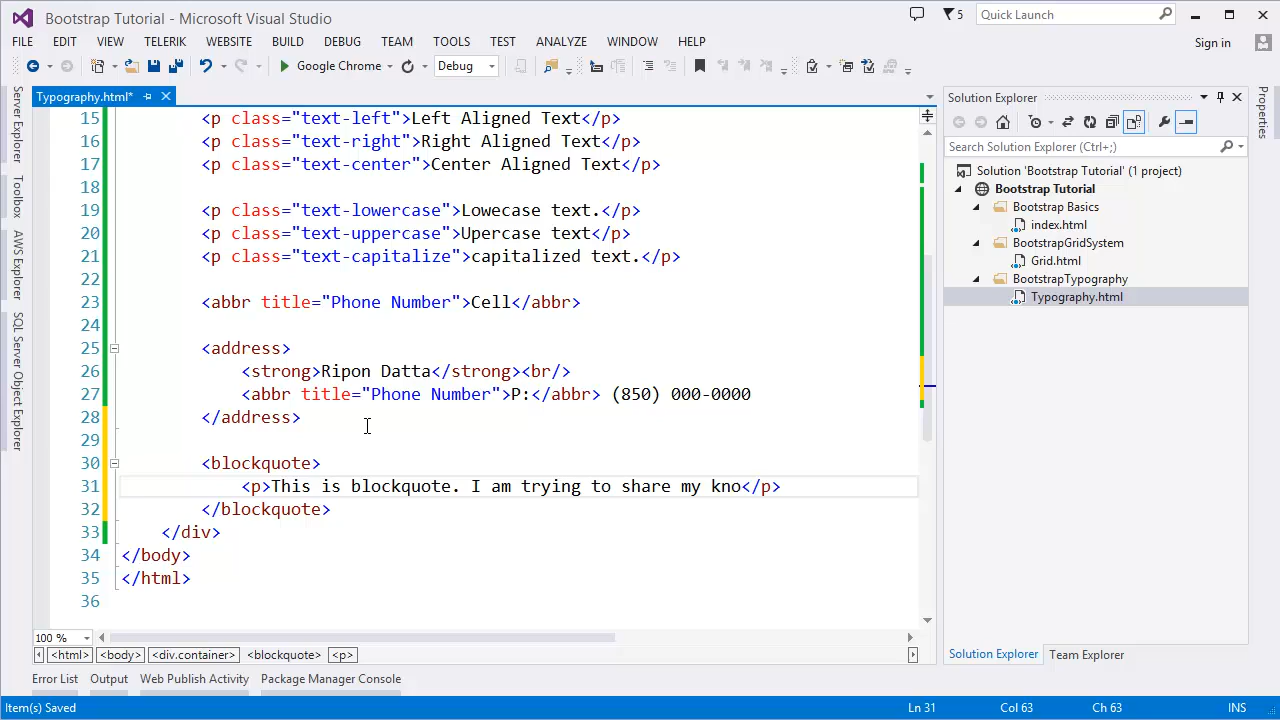 Bootstrap Tutorial - Microsoft Visual Studio
5
Quick Launch
FILE EDIT VIEW TELERIK WEBSITE BUILD DEBUG TEAM TOOLS TEST ANALYZE WINDOW HELP
Sign in
Google Chrome
Debug
Server Explorer
Toolbox
AWS Explorer
SQL Server Object Explorer
Typography.html*
15 <p class="text-left">Left Aligned Text</p>
16 <p class="text-right">Right Aligned Text</p>
17 <p class="text-center">Center Aligned Text</p>
18
19 <p class="text-lowercase">Lowecase text.</p>
20 <p class="text-uppercase">Upercase text</p>
21 <p class="text-capitalize">capitalized text.</p>
22
23 <abbr title="Phone Number">Cell</abbr>
24
25 <address>
26 <strong>Ripon Datta</strong><br/>
27 <abbr title="Phone Number">P:</abbr> (850) 000-0000
28 </address>
29
30 <blockquote>
31 <p>This is blockquote. I am trying to share my kno</p>
32 </blockquote>
33 </div>
34 </body>
35 </html>
36
100 %
<html> <body> <div.container> <blockquote> <p>
Error List Output Web Publish Activity Package Manager Console
Item(s) Saved
Ln 31 Col 63 Ch 63 INS
Solution Explorer
Search Solution Explorer (Ctrl+;)
Solution 'Bootstrap Tutorial' (1 project)
Bootstrap Tutorial
Bootstrap Basics
index.html
BootstrapGridSystem
Grid.html
BootstrapTypography
Typography.html
Solution Explorer Team Explorer
Properties